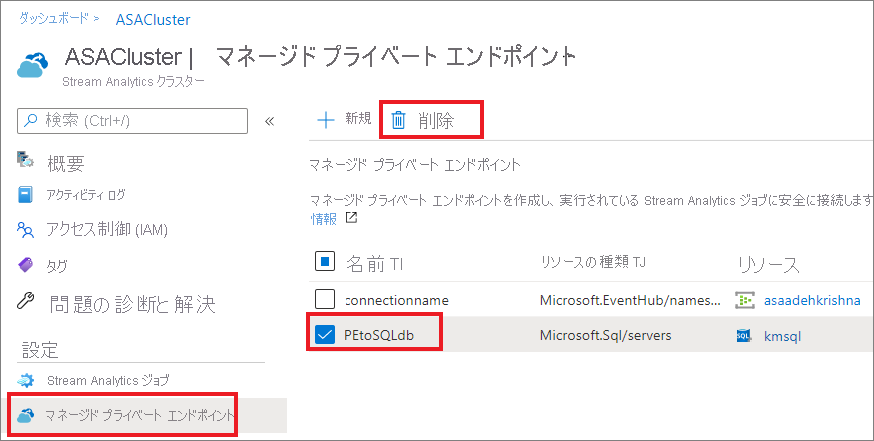 ダッシュボード > ASACluster
ASACluster | マネージド プライベート エンドポイント
Stream Analytics クラスター
検索 (Ctrl+/)
«
新規
削除
概要
アクティビティ ログ
アクセス制御 (IAM)
タグ
問題の診断と解決
設定
Stream Analytics ジョブ
マネージド プライベート エンドポイント
マネージド プライベート エンドポイント
マネージド プライベート エンドポイントを作成し、実行されている Stream Analytics ジョブに安全に接続します
情報
名前 TI リソースの種類 TJ リソース
connectionname Microsoft.EventHub/names... asaadehkrishna
PEtoSQLdb Microsoft.Sql/servers SQL kmsql